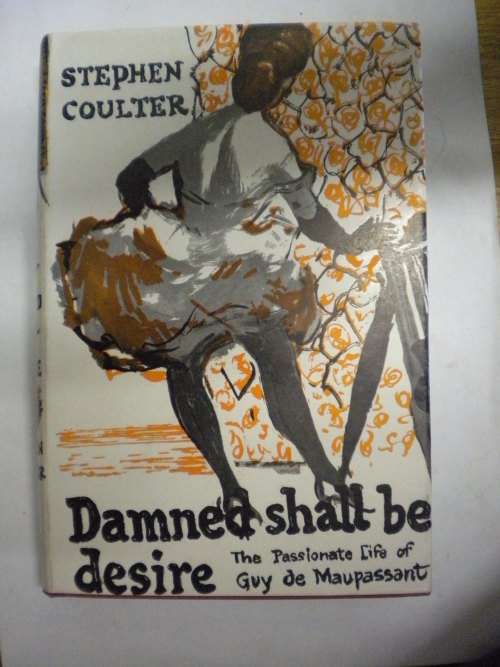 STEPHEN
COULTER
Damned shall be
desire
The Passionate Life of
Guy de Maupassant